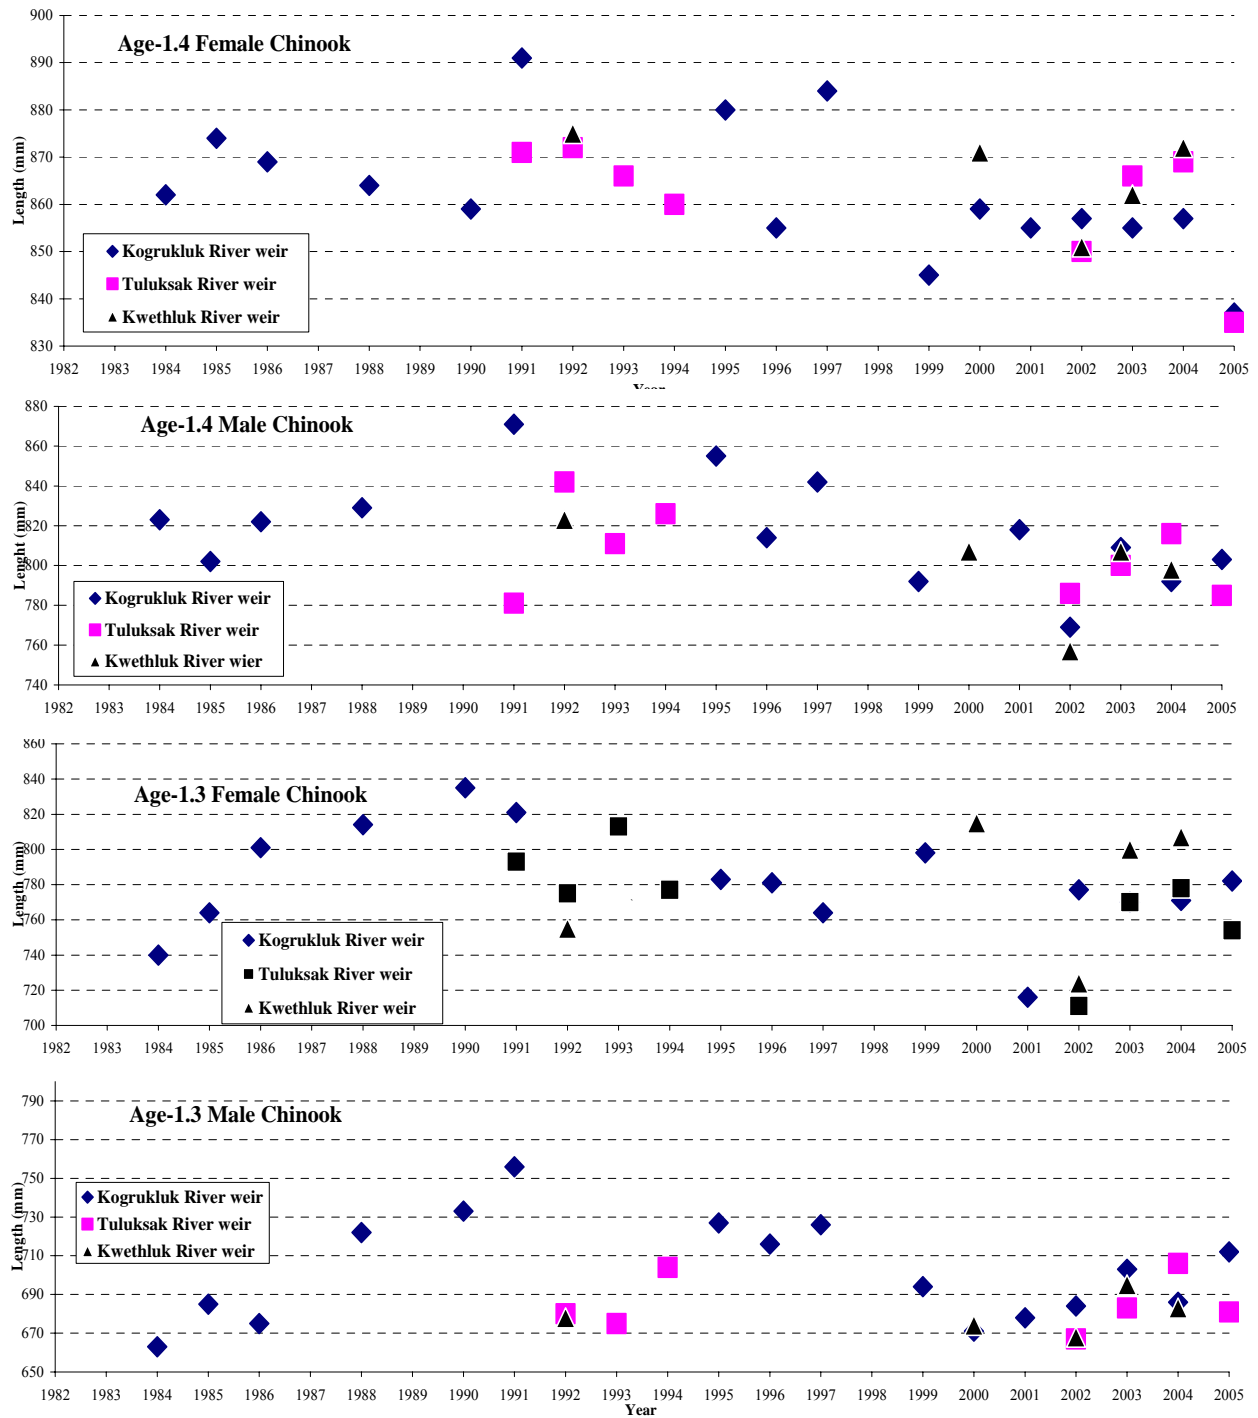 900
Age-1.4 Female Chinook
890
880
870
860
850
840
830
Length (mm)
Kogrukluk River weir
Tuluksak River weir
Kwethluk River weir
1982 1983 1984 1985 1986 1987 1988 1989 1990 1991 1992 1993 1994 1995 1996 1997 1998 1999 2000 2001 2002 2003 2004 2005
Year
880
Age-1.4 Male Chinook
860
840
820
800
780
760
740
Lenght (mm)
Kogrukluk River weir
Tuluksak River weir
Kwethluk River wier
1982 1983 1984 1985 1986 1987 1988 1989 1990 1991 1992 1993 1994 1995 1996 1997 1998 1999 2000 2001 2002 2003 2004 2005
860
840
Age-1.3 Female Chinook
820
800
780
760
740
720
700
Length (mm)
Kogrukluk River weir
Tuluksak River weir
Kwethluk River weir
1982 1983 1984 1985 1986 1987 1988 1989 1990 1991 1992 1993 1994 1995 1996 1997 1998 1999 2000 2001 2002 2003 2004 2005
790
Age-1.3 Male Chinook
770
750
730
710
690
670
650
Length (mm)
Kogrukluk River weir
Tuluksak River weir
Kwethluk River weir
1982 1983 1984 1985 1986 1987 1988 1989 1990 1991 1992 1993 1994 1995 1996 1997 1998 1999 2000 2001 2002 2003 2004 2005
Year